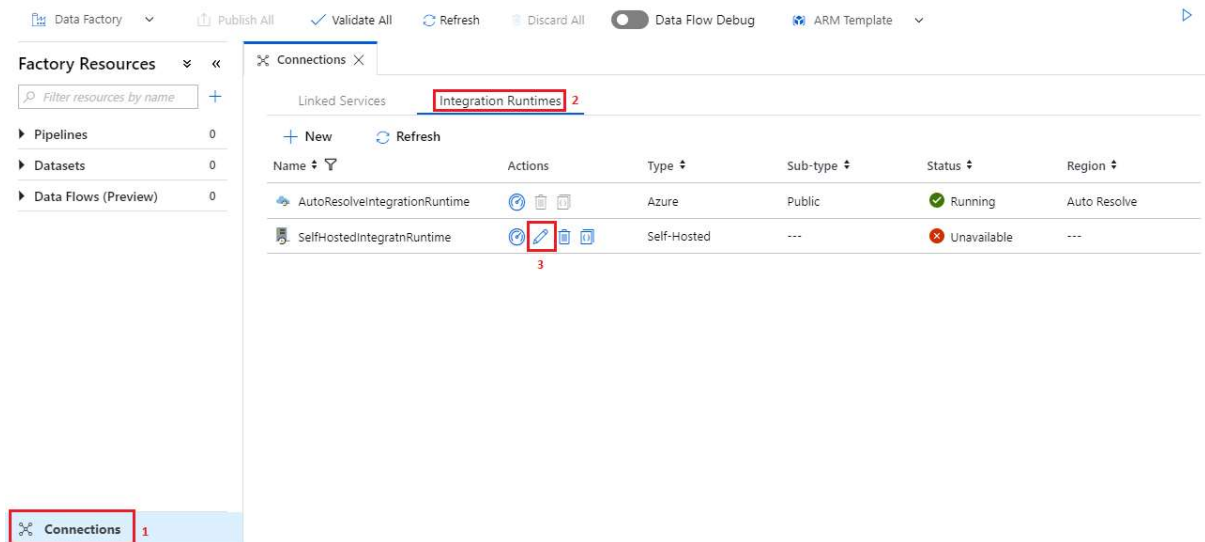 Data Factory Publish All Validate All Refresh Discard All Data Flow Debug ARM Template
Factory Resources
Filter resources by name
Pipelines 0
Datasets 0
Data Flows (Preview) 0
Connections
Linked Services Integration Runtimes 2
New Refresh
Name Actions Type Sub-type Status Region
AutoResolveIntegrationRuntime Azure Public Running Auto Resolve
SelfHostedIntegratnRuntime Self-Hosted --- Unavailable ---
3
Connections 1